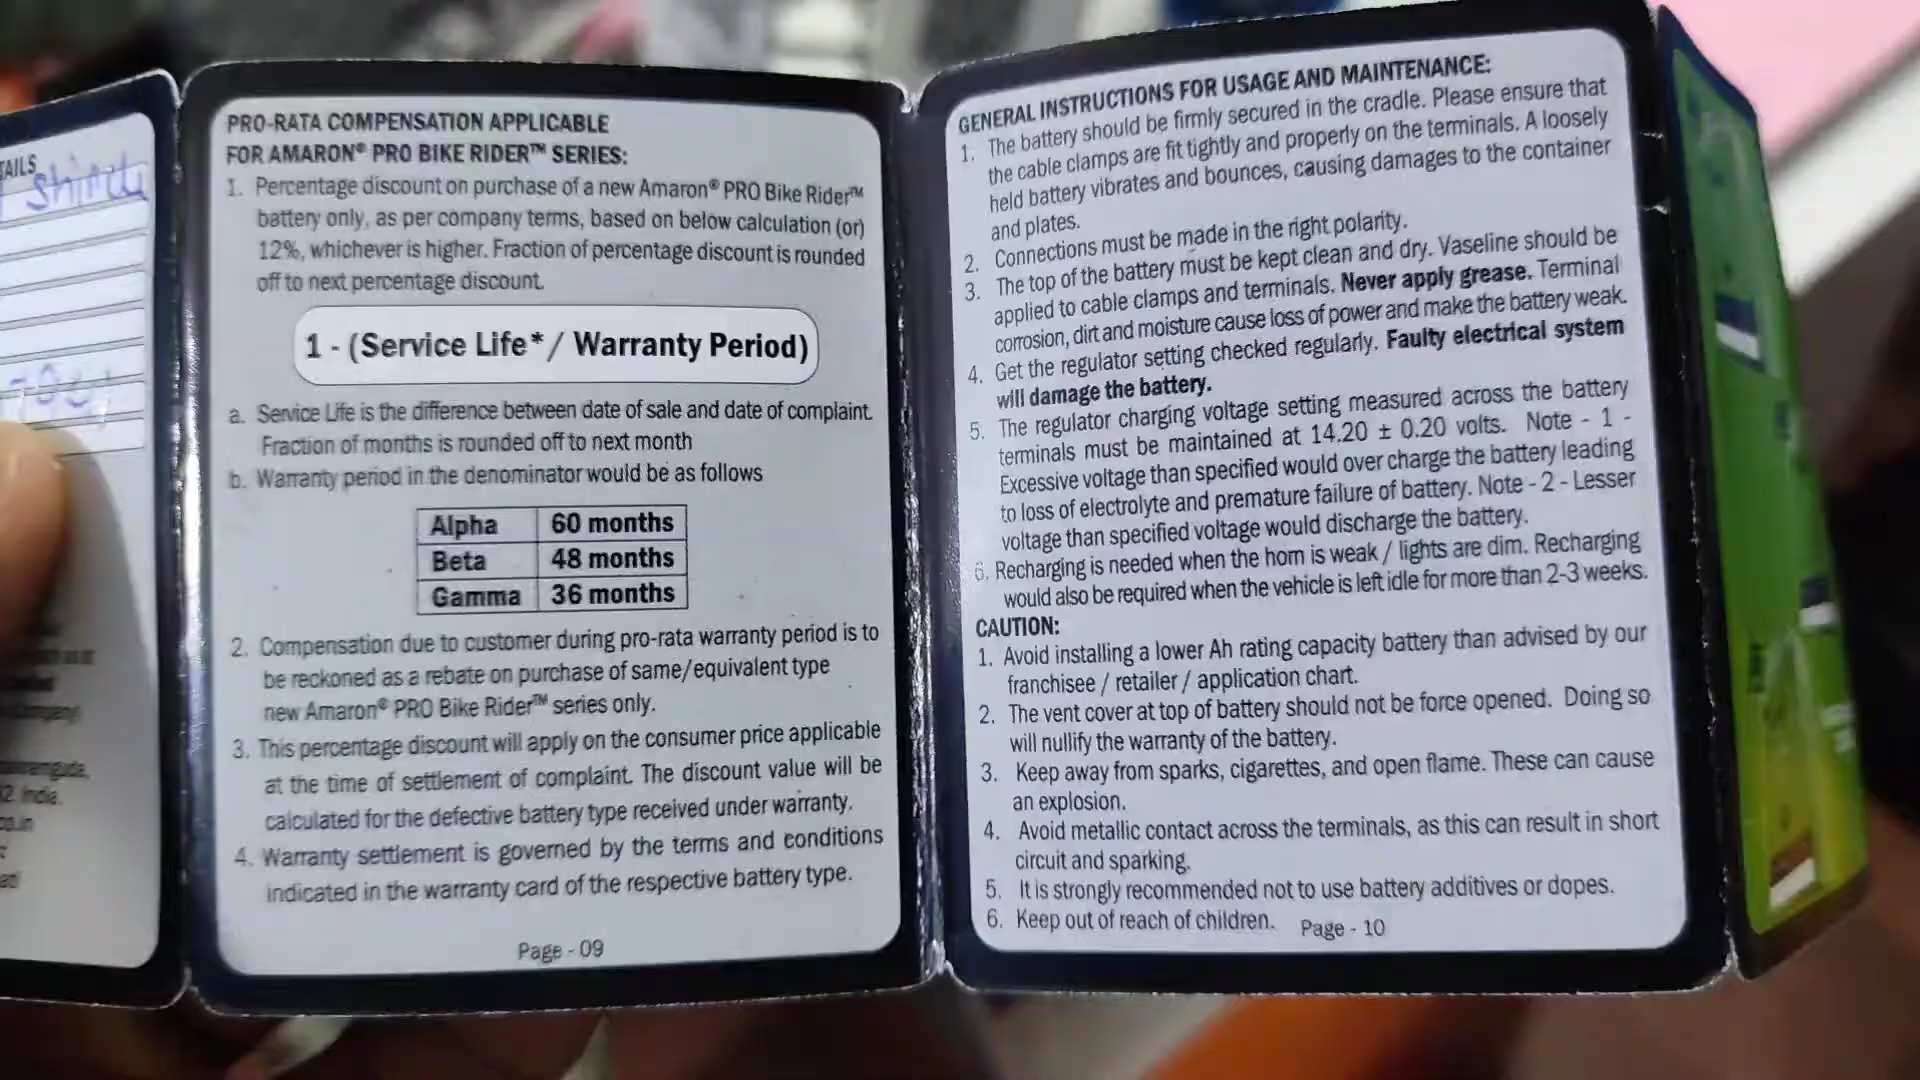 TAILS
PRO-RATA COMPENSATION APPLICABLE
FOR AMARON® PRO BIKE RIDER™ SERIES:
1. Percentage discount on purchase of a new Amaron® PRO Bike Rider™
battery only, as per company terms, based on below calculation (or)
12%, whichever is higher. Fraction of percentage discount is rounded
off to next percentage discount.
1 - (Service Life* / Warranty Period)
a. Service Life is the difference between date of sale and date of complaint.
Fraction of months is rounded off to next month
b. Warranty period in the denominator would be as follows
Alpha 60 months
Beta 48 months
Gamma 36 months
2. Compensation due to customer during pro-rata warranty period is to
be reckoned as a rebate on purchase of same/equivalent type
new Amaron® PRO Bike Rider™ series only.
3. This percentage discount will apply on the consumer price applicable
at the time of settlement of complaint. The discount value will be
calculated for the defective battery type received under warranty.
4. Warranty settlement is governed by the terms and conditions
indicated in the warranty card of the respective battery type.
Page - 09
GENERAL INSTRUCTIONS FOR USAGE AND MAINTENANCE:
1. The battery should be firmly secured in the cradle. Please ensure that
the cable clamps are fit tightly and properly on the terminals. A loosely
held battery vibrates and bounces, causing damages to the container
and plates.
2. Connections must be made in the right polarity.
3. The top of the battery must be kept clean and dry. Vaseline should be
applied to cable clamps and terminals. Never apply grease. Terminal
corrosion, dirt and moisture cause loss of power and make the battery weak.
4. Get the regulator setting checked regularly. Faulty electrical system
will damage the battery.
5. The regulator charging voltage setting measured across the battery
terminals must be maintained at 14.20 ± 0.20 volts. Note - 1 -
Excessive voltage than specified would over charge the battery leading
to loss of electrolyte and premature failure of battery. Note - 2 - Lesser
voltage than specified voltage would discharge the battery.
6. Recharging is needed when the horn is weak / lights are dim. Recharging
would also be required when the vehicle is left idle for more than 2-3 weeks.
CAUTION:
1. Avoid installing a lower Ah rating capacity battery than advised by our
franchisee / retailer / application chart.
2. The vent cover at top of battery should not be force opened. Doing so
will nullify the warranty of the battery.
3. Keep away from sparks, cigarettes, and open flame. These can cause
an explosion.
4. Avoid metallic contact across the terminals, as this can result in short
circuit and sparking.
5. It is strongly recommended not to use battery additives or dopes.
6. Keep out of reach of children.
Page - 10